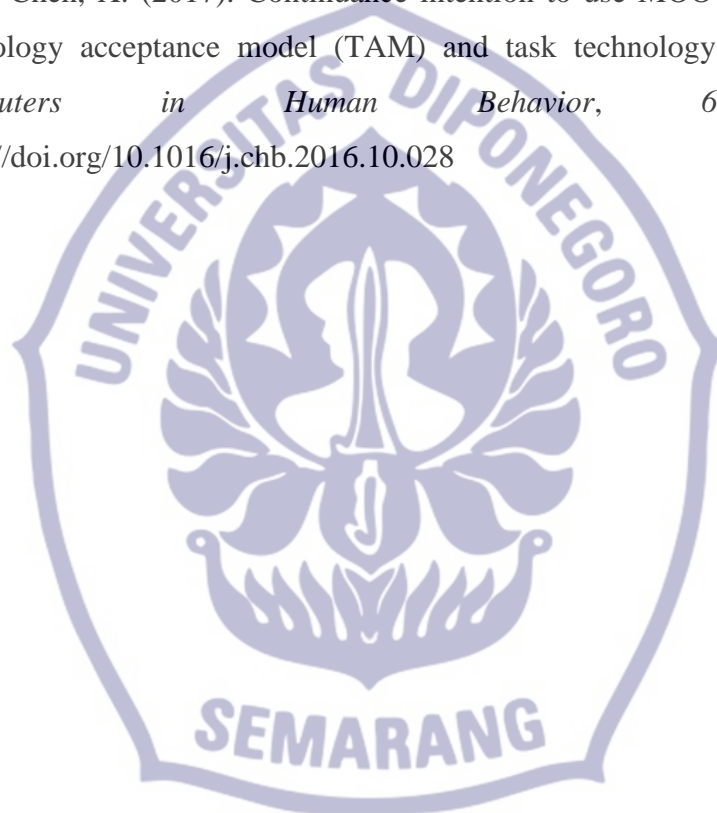 Chen, X. (2017). Continuance intention to use MOO
ology acceptance model (TAM) and task technology
uters in Human Behavior, 6
//doi.org/10.1016/j.chb.2016.10.028
UNIVERSITAS DIPONEGORO
SEMARANG